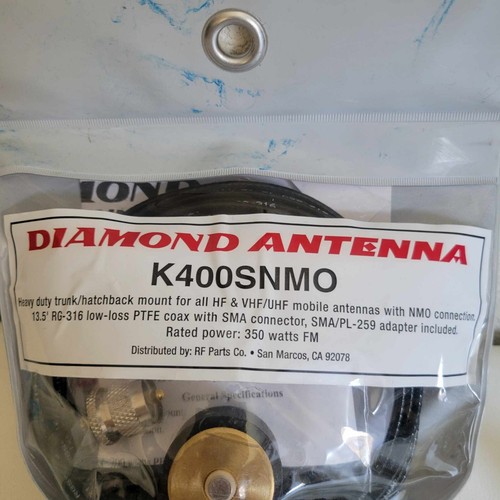 MOND
DIAMOND ANTENNA
K400SNMO
Heavy duty trunk/hatchback mount for all HF & VHF/UHF mobile antennas with NMO connection.
13.5' RG-316 low-loss PTFE coax with SMA connector, SMA/PL-259 adapter included.
Rated power: 350 watts FM
Distributed by: RF Parts Co. • San Marcos, CA 92078
General Specifications